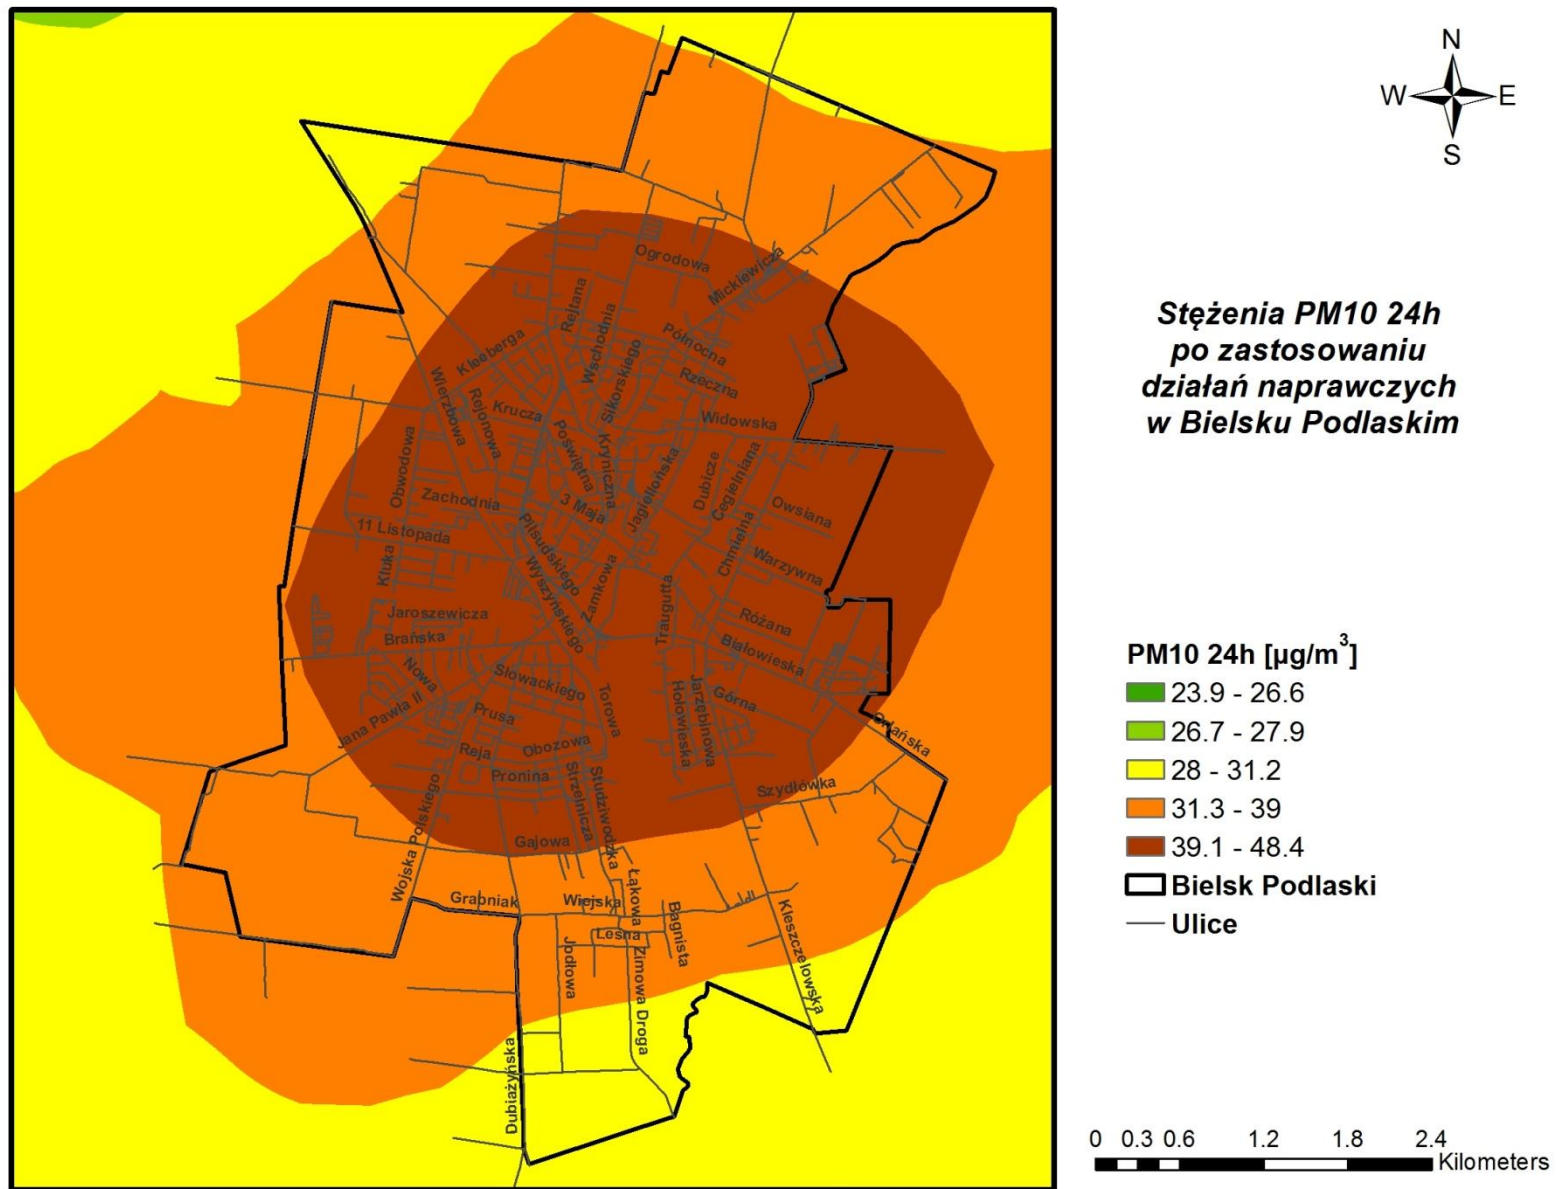 N
W E
S
Stężenia PM10 24h
po zastosowaniu
działań naprawczych
w Bielsku Podlaskim
PM10 24h [µg/m³]
23.9 - 26.6
26.7 - 27.9
28 - 31.2
31.3 - 39
39.1 - 48.4
Bielsk Podlaski
Ulice
0 0.3 0.6 1.2 1.8 2.4
Kilometers
Ogrodowa
Mickiewicza
Rejtana
Wschodnia
Północna
Kleeberga
Sikorskiego
Rzeczna
Wierzbowa
Rejonowa
Krucza
Widowska
Poświętna
Kryniczna
Obwodowa
Jagiellońska
Dubicze
Cegielniana
Zachodnia
3 Maja
Owsiana
11 Listopada
Piłsudskiego
Chmielna
Warzywna
Kluka
Wyszyńskiego
Zamkowa
Traugutta
Jaroszewicza
Różana
Brańska
Białowieska
Nowa
Słowackiego
Torowa
Hołowieska
Jarzębinowa
Górna
Jana Pawła II
Prusa
Orlańska
Reja
Obozowa
Pronina
Strzelnicza
Studziwodzka
Szydłówka
Wojska Polskiego
Gajowa
Łąkowa
Grabniak
Wiejska
Bagnista
Leśna
Jodłowa
Zimowa Droga
Kleszczelowska
Dubiażyńska